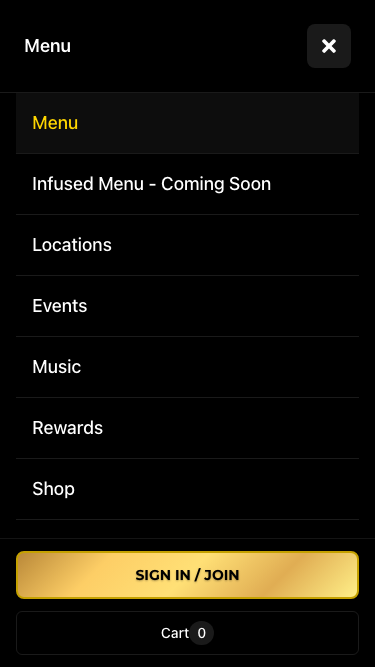 Menu
Menu
Infused Menu - Coming Soon
Locations
Events
Music
Rewards
Shop
SIGN IN / JOIN
Cart 0